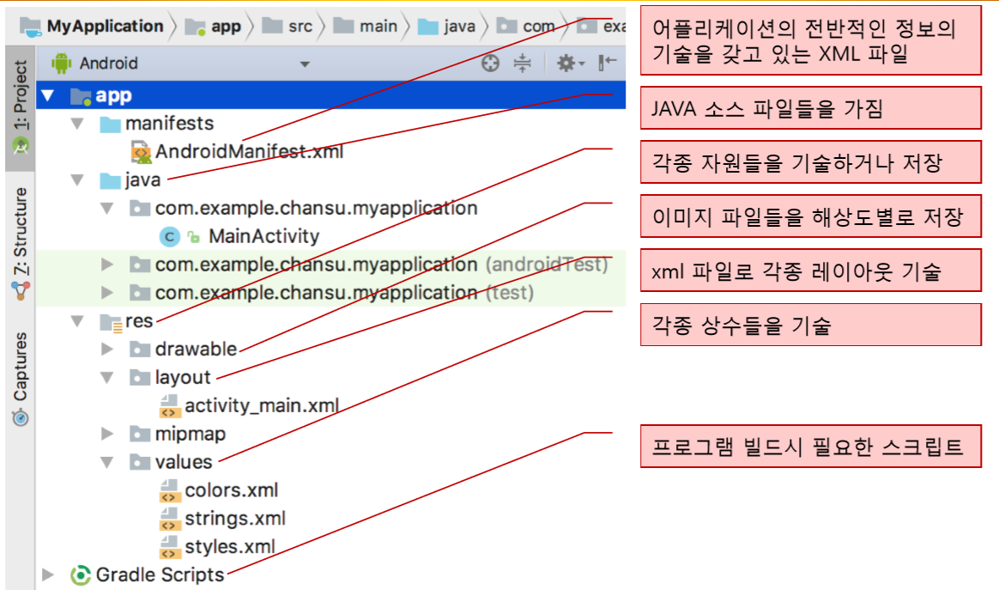 MyApplication app src main java com exa
어플리케이션의 전반적인 정보의
기술을 갖고 있는 XML 파일
Android
1: Project
app
JAVA 소스 파일들을 가짐
manifests
AndroidManifest.xml
각종 자원들을 기술하거나 저장
java
com.example.chansu.myapplication
이미지 파일들을 해상도별로 저장
MainActivity
Z: Structure
com.example.chansu.myapplication (androidTest)
xml 파일로 각종 레이아웃 기술
com.example.chansu.myapplication (test)
res
각종 상수들을 기술
drawable
Captures
layout
activity_main.xml
mipmap
프로그램 빌드시 필요한 스크립트
values
colors.xml
strings.xml
styles.xml
Gradle Scripts